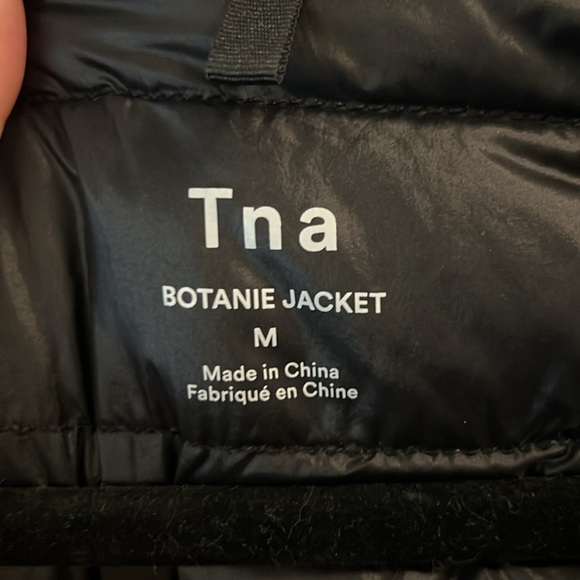 Tna
BOTANIE JACKET
M
Made in China
Fabriqué en Chine